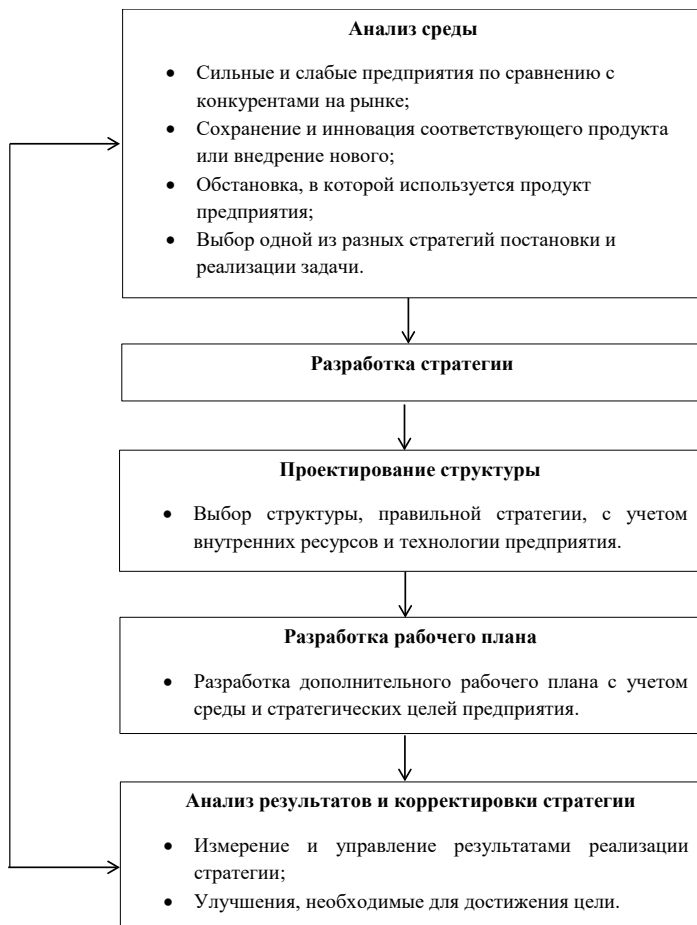 Анализ среды
• Сильные и слабые предприятия по сравнению с
конкурентами на рынке;
• Сохранение и инновация соответствующего продукта
или внедрение нового;
• Обстановка, в которой используется продукт
предприятия;
• Выбор одной из разных стратегий постановки и
реализации задачи.
Разработка стратегии
Проектирование структуры
• Выбор структуры, правильной стратегии, с учетом
внутренних ресурсов и технологии предприятия.
Разработка рабочего плана
• Разработка дополнительного рабочего плана с учетом
среды и стратегических целей предприятия.
Анализ результатов и корректировки стратегии
• Измерение и управление результатами реализации
стратегии;
• Улучшения, необходимые для достижения цели.